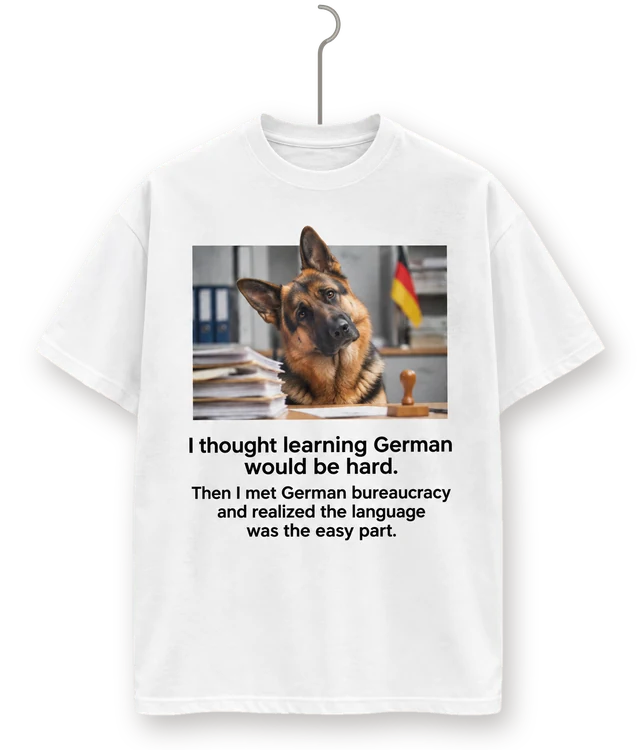 I thought learning German
would be hard.
Then I met German bureaucracy
and realized the language
was the easy part.